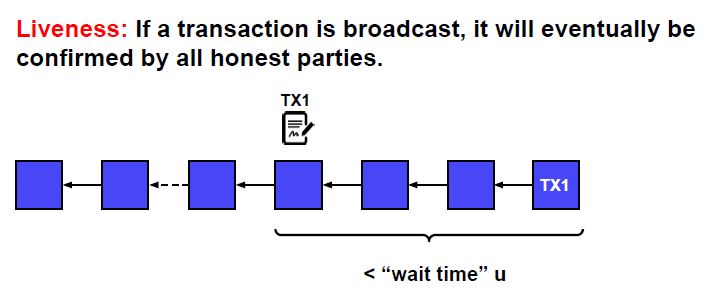 Liveness: If a transaction is broadcast, it will eventually be
confirmed by all honest parties.
TX1
TX1
< “wait time” u